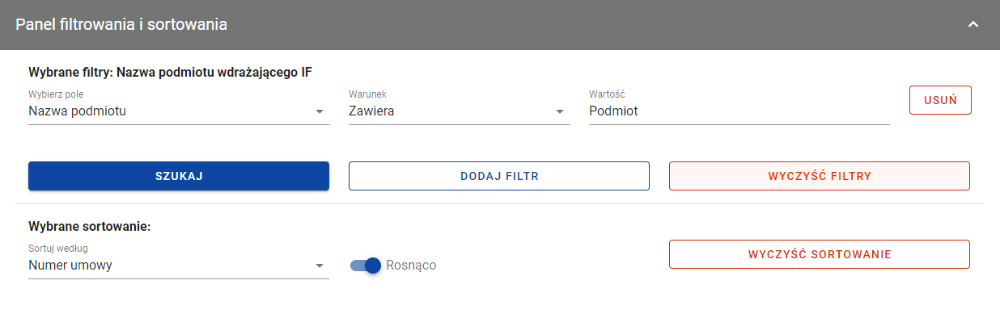 Panel filtrowania i sortowania
Wybrane filtry: Nazwa podmiotu wdrażającego IF
Wybierz pole
Warunek
Wartość
Nazwa podmiotu
Zawiera
Podmiot
USUŃ
SZUKAJ
DODAJ FILTR
WYCZYŚĆ FILTRY
Wybrane sortowanie:
Sortuj według
Numer umowy
Rosnąco
WYCZYŚĆ SORTOWANIE